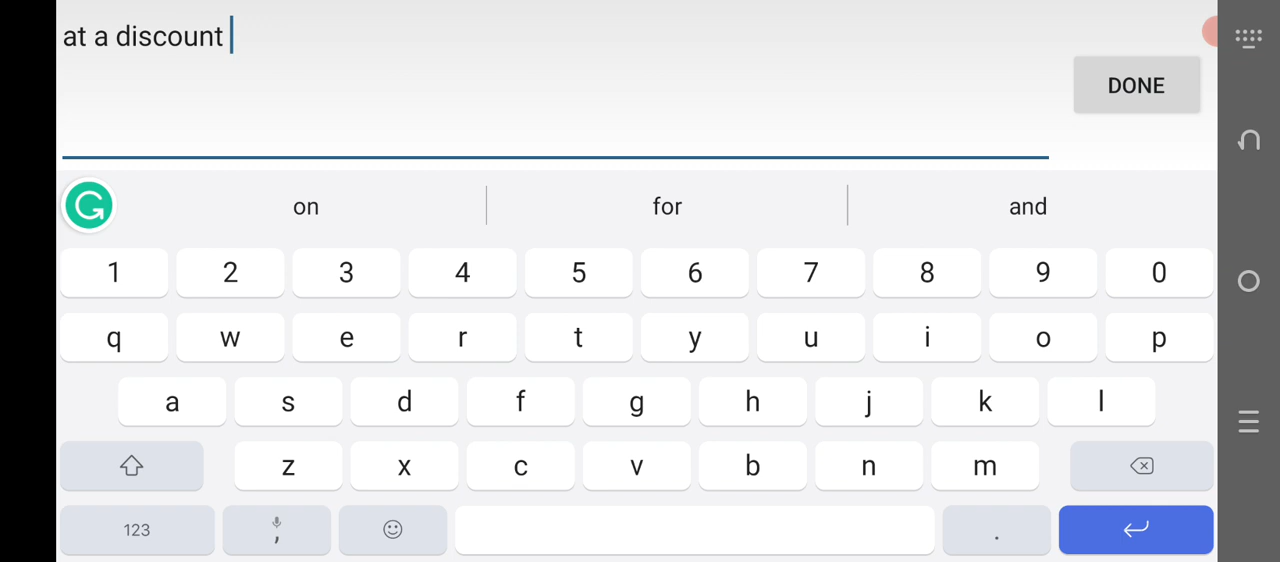 at a discount
DONE
on for and
1 2 3 4 5 6 7 8 9 0
q w e r t y u i o p
a s d f g h j k l
z x c v b n m
123 , .